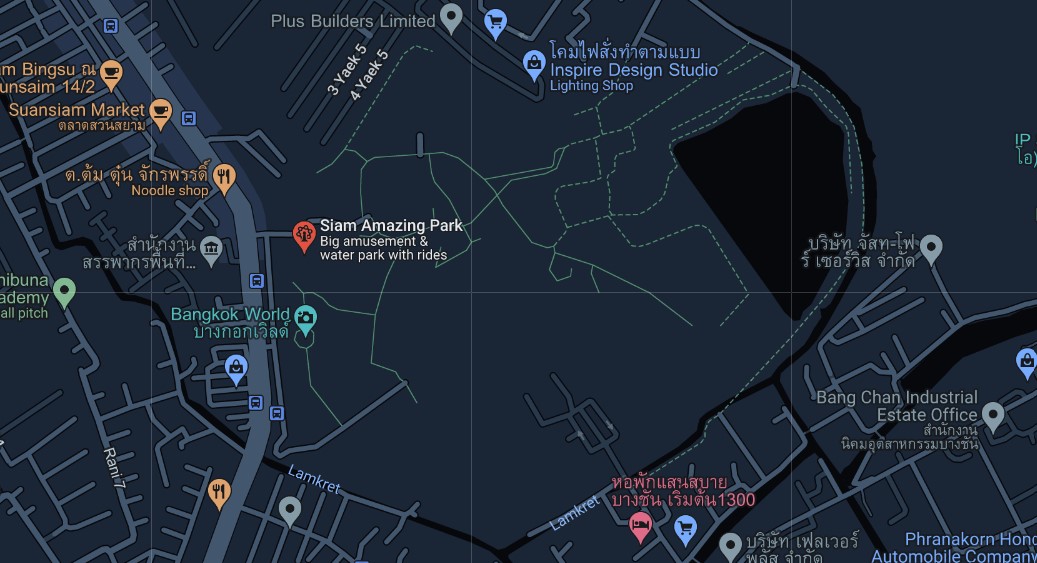 Plus Builders Limited
3 Yaek 5
4 Yaek 5
โคมไฟสั่งทำตามแบบ
Inspire Design Studio
Lighting Shop
am Bingsu ณ
unsaim 14/2
Suansiam Market
ตลาดสวนสยาม
ต.ต้ม ตุ๋น จักรพรรดิ์
Noodle shop
IP
โอ)
Siam Amazing Park
Big amusement &
water park with rides
สำนักงาน
สรรพากรพื้นที่...
บริษัท จัสท-โฟ
ร์ เซอร์วิส จำกัด
hibuna
ademy
all pitch
Bangkok World
บางกอกเวิลด์
Bang Chan Industrial
Estate Office
สำนักงาน
นิคมอุตสาหกรรมบางชัน
Rani 7
Lamkret
Lamkret
หอพักแสนสบาย
บางชัน เริ่มต้น1300
บริษัท เฟลเวอร์
พลัส จำกัด
Phranakorn Hond
Automobile Company